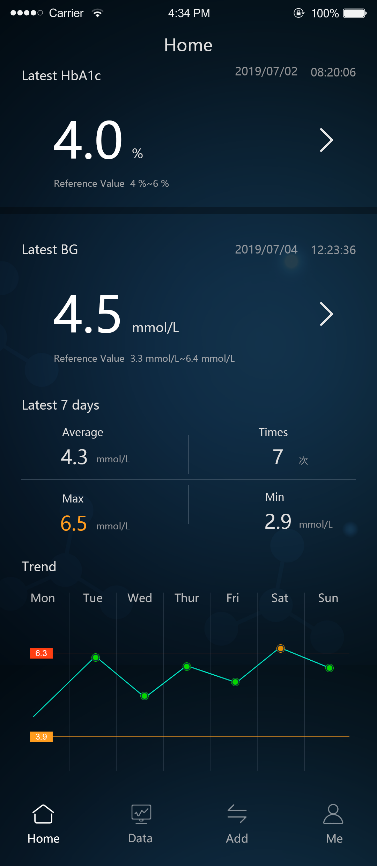 Carrier 4:34 PM 100%
Home
Latest HbA1c 2019/07/02 08:20:06
4.0 %
Reference Value 4 %~6 %
Latest BG 2019/07/04 12:23:36
4.5 mmol/L
Reference Value 3.3 mmol/L~6.4 mmol/L
Latest 7 days
Average Times
4.3 mmol/L 7 次
Max Min
6.5 mmol/L 2.9 mmol/L
Trend
Mon Tue Wed Thur Fri Sat Sun
6.3
3.9
Home Data Add Me